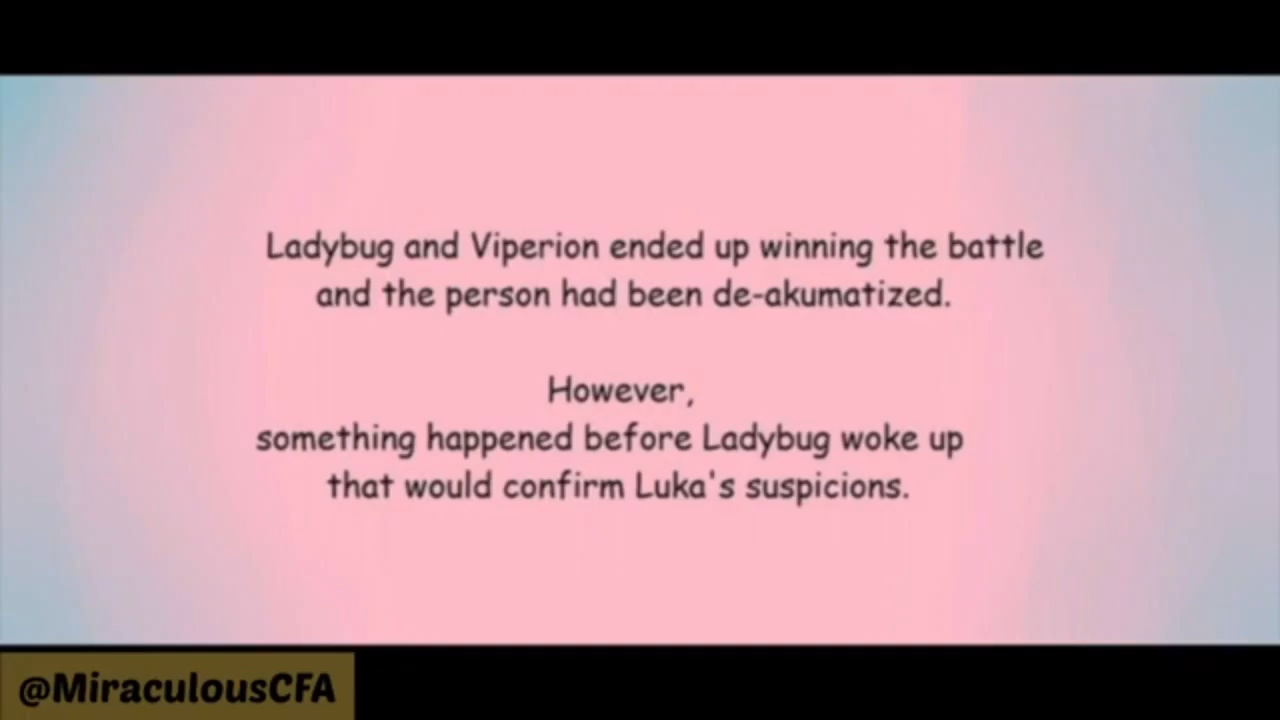 Ladybug and Viperion ended up winning the battle
and the person had been de-akumatized.
However,
something happened before Ladybug woke up
that would confirm Luka's suspicions.
@MiraculousCFA